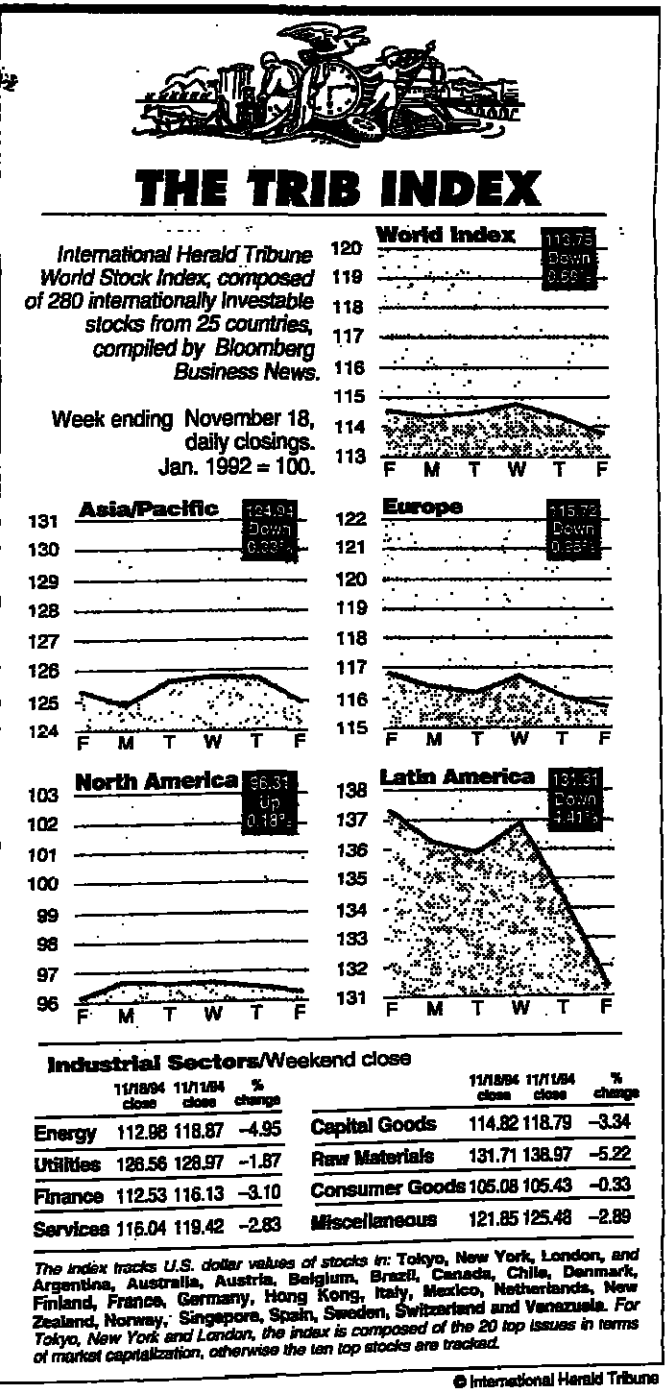 THE TRIB INDEX
International Herald Tribune
World Stock Index, composed
of 280 internationally investable
stocks from 25 countries,
compiled by Bloomberg
Business News.
Week ending November 18,
daily closings.
Jan. 1992 = 100.
World Index
113.75
Down
120
119
118
117
116
115
114
113
F M T W T F
Asia/Pacific
124.94
Down
0.33%
131
130
129
128
127
126
125
124
F M T W T F
Europe
115.72
Down
122
121
120
119
118
117
116
115
F M T W T F
North America
96.31
Up
0.18%
103
102
101
100
99
98
97
96
F M T W T F
Latin America
131.31
Down
4.41%
138
137
136
135
134
133
132
131
F M T W T F
Industrial Sectors/Weekend close
11/18/94 11/11/94 %
close close change
Energy 112.98 118.87 –4.95
Utilities 126.56 128.97 –1.87
Finance 112.53 116.13 –3.10
Services 116.04 119.42 –2.83
11/18/94 11/11/94 %
close close change
Capital Goods 114.82 118.79 –3.34
Raw Materials 131.71 138.97 –5.22
Consumer Goods 105.08 105.43 –0.33
Miscellaneous 121.85 125.48 –2.89
The index tracks U.S. dollar values of stocks in: Tokyo, New York, London, and
Argentina, Australia, Austria, Belgium, Brazil, Canada, Chile, Denmark,
Finland, France, Germany, Hong Kong, Italy, Mexico, Netherlands, New
Zealand, Norway, Singapore, Spain, Sweden, Switzerland and Venezuela. For
Tokyo, New York and London, the index is composed of the 20 top issues in terms
of market capitalization, otherwise the ten top stocks are tracked.
© International Herald Tribune